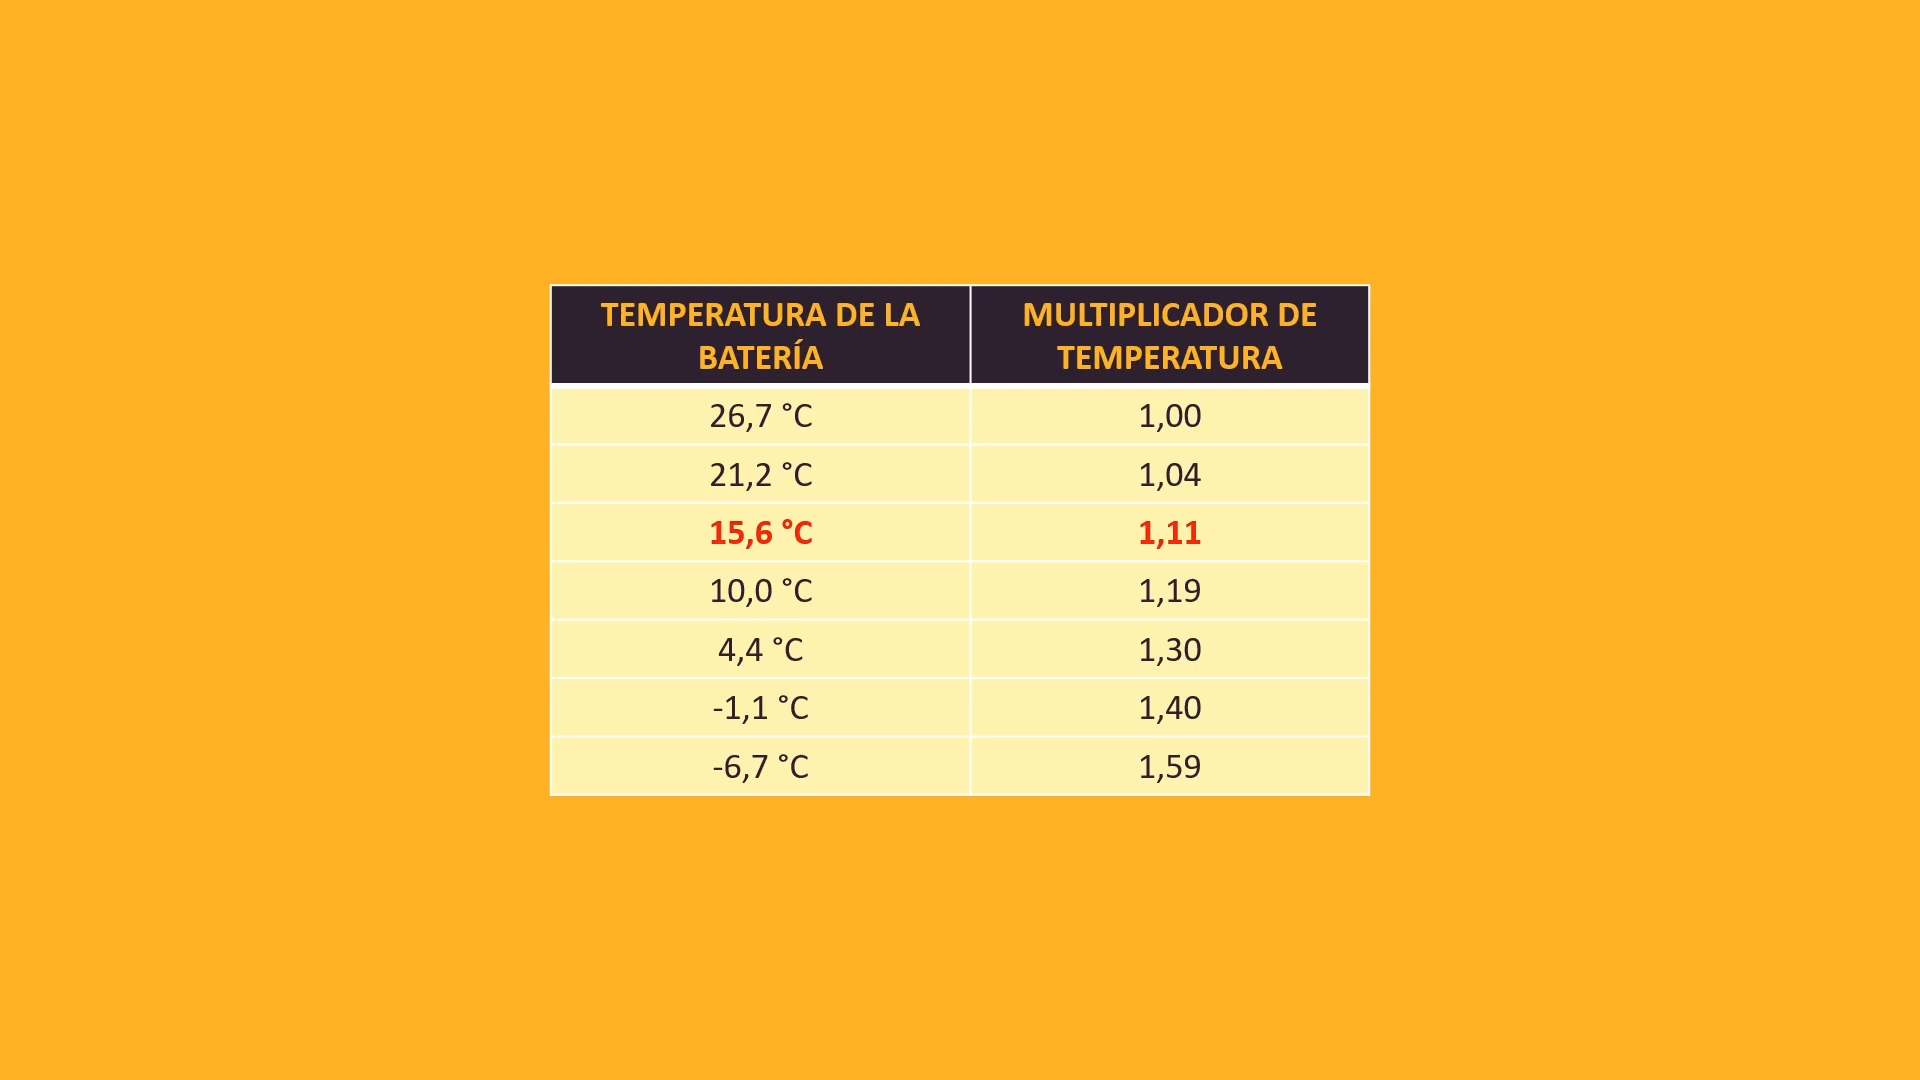 TEMPERATURA DE LA BATERÍA
MULTIPLICADOR DE TEMPERATURA
26,7 °C 1,00
21,2 °C 1,04
15,6 °C 1,11
10,0 °C 1,19
4,4 °C 1,30
-1,1 °C 1,40
-6,7 °C 1,59